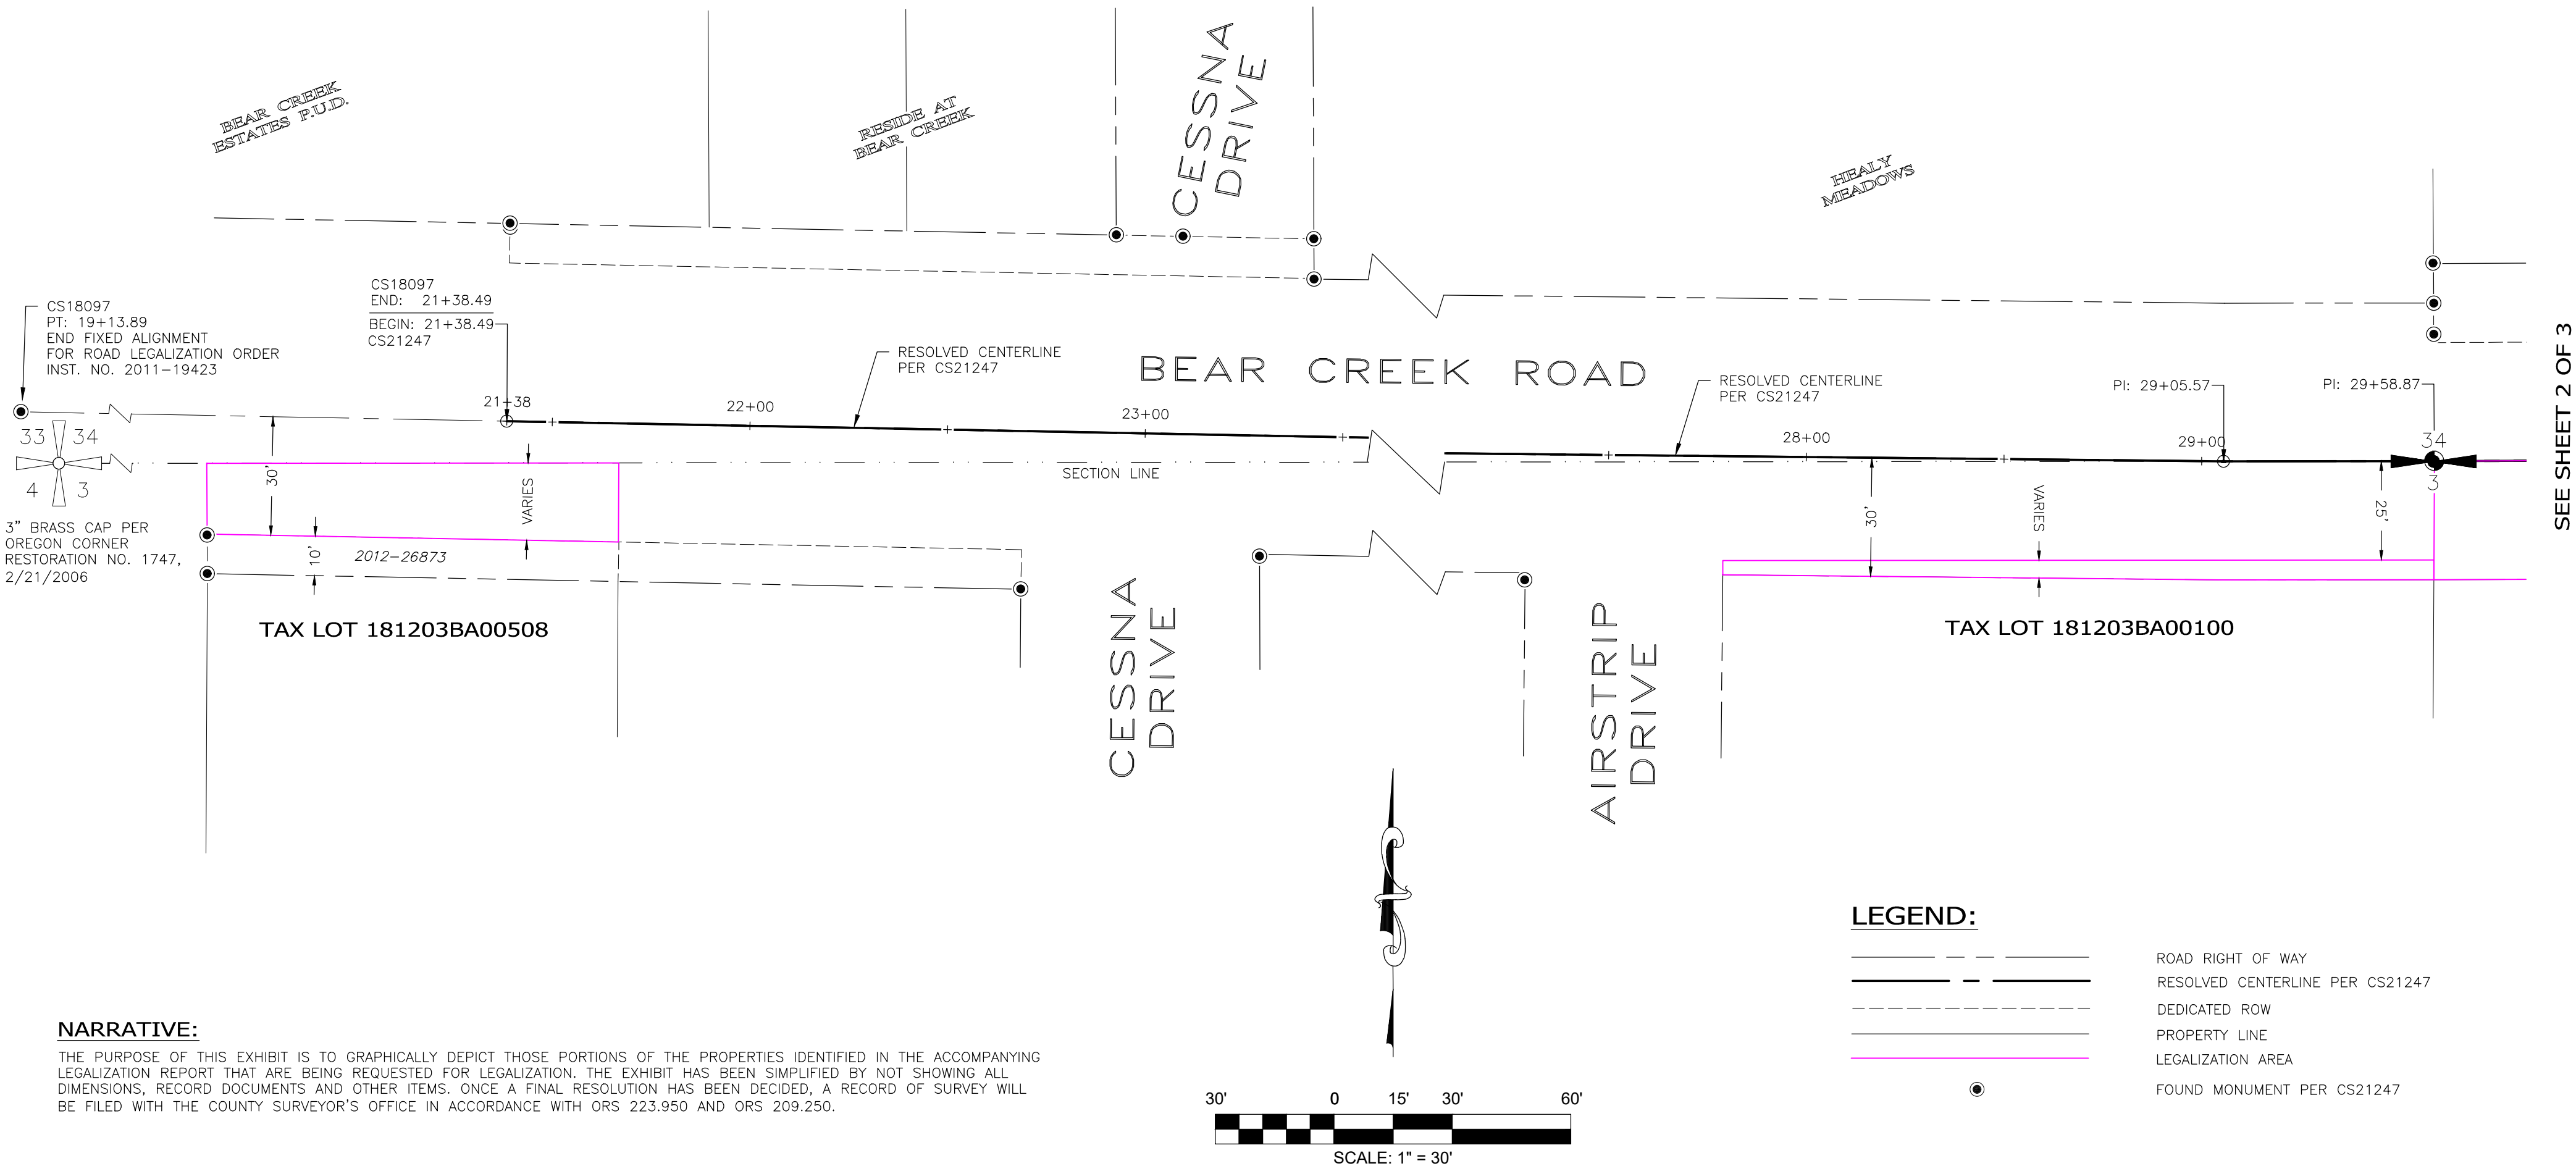 BEAR CREEK
ESTATES P.U.D.
RESIDE AT
BEAR CREEK
CESSNA
DRIVE
HEALY
MEADOWS
CS18097
PT: 19+13.89
END FIXED ALIGNMENT
FOR ROAD LEGALIZATION ORDER
INST. NO. 2011-19423
CS18097
END: 21+38.49
BEGIN: 21+38.49
CS21247
RESOLVED CENTERLINE
PER CS21247
BEAR CREEK ROAD
RESOLVED CENTERLINE
PER CS21247
PI: 29+05.57
PI: 29+58.87
SEE SHEET 2 OF 3
21+38
22+00
23+00
28+00
29+00
33 34
4 3
34
3
SECTION LINE
30'
VARIES
30'
VARIES
25'
3" BRASS CAP PER
OREGON CORNER
RESTORATION NO. 1747,
2/21/2006
10'
2012-26873
TAX LOT 181203BA00508
CESSNA
DRIVE
AIRSTRIP
DRIVE
TAX LOT 181203BA00100
LEGEND:
ROAD RIGHT OF WAY
RESOLVED CENTERLINE PER CS21247
DEDICATED ROW
PROPERTY LINE
LEGALIZATION AREA
FOUND MONUMENT PER CS21247
NARRATIVE:
THE PURPOSE OF THIS EXHIBIT IS TO GRAPHICALLY DEPICT THOSE PORTIONS OF THE PROPERTIES IDENTIFIED IN THE ACCOMPANYING
LEGALIZATION REPORT THAT ARE BEING REQUESTED FOR LEGALIZATION. THE EXHIBIT HAS BEEN SIMPLIFIED BY NOT SHOWING ALL
DIMENSIONS, RECORD DOCUMENTS AND OTHER ITEMS. ONCE A FINAL RESOLUTION HAS BEEN DECIDED, A RECORD OF SURVEY WILL
BE FILED WITH THE COUNTY SURVEYOR'S OFFICE IN ACCORDANCE WITH ORS 223.950 AND ORS 209.250.
30' 0 15' 30' 60'
SCALE: 1" = 30'